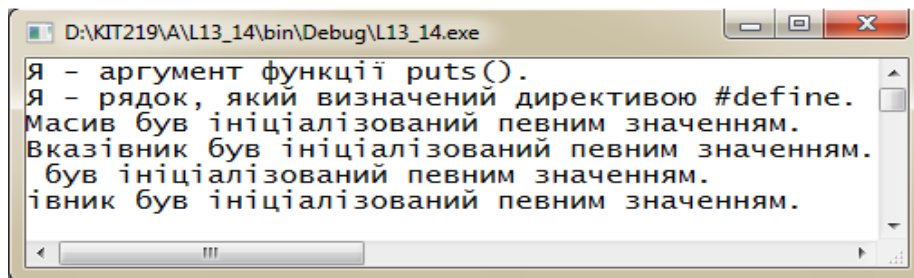 D:\KIT219\A\L13_14\bin\Debug\L13_14.exe
Я - аргумент функції puts().
Я - рядок, який визначений директивою #define.
Масив був ініціалізований певним значенням.
Вказівник був ініціалізований певним значенням.
був ініціалізований певним значенням.
івник був ініціалізований певним значенням.